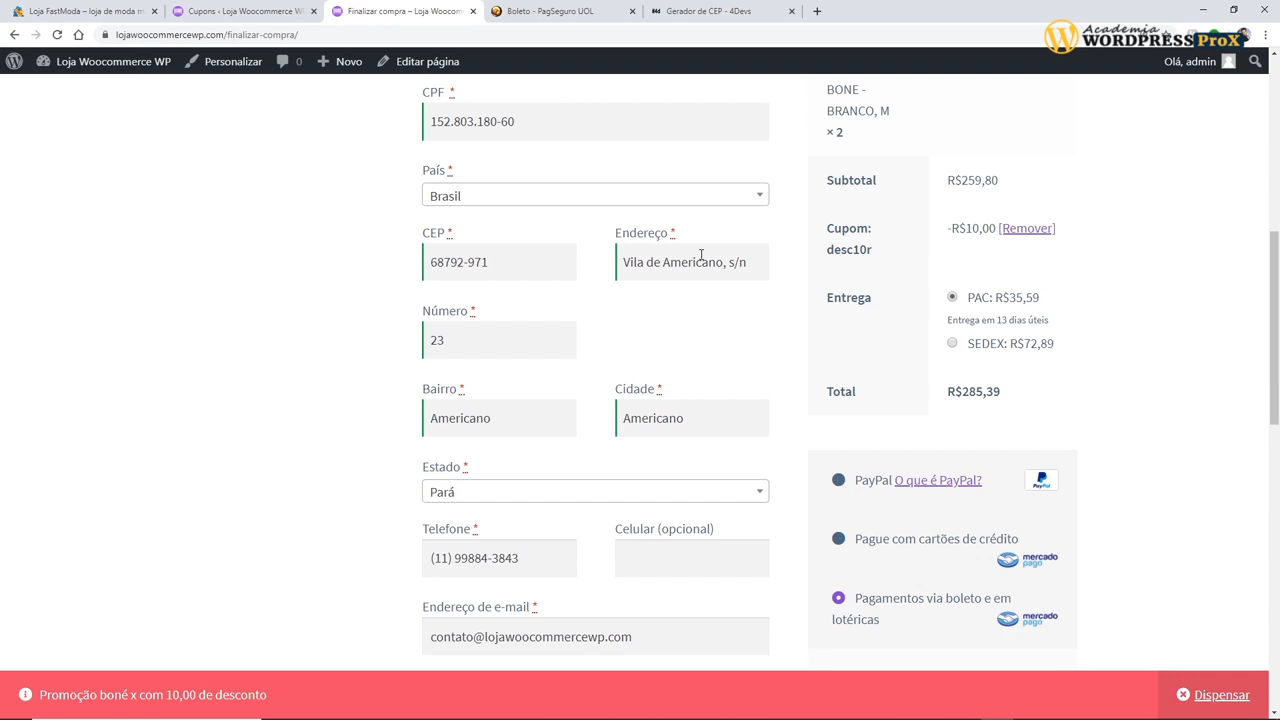 Loja FastModa – loja de moda m
Cupons ‹ Loja Woocommerce W
Finalizar compra – Loja Woocom
Boleto - PagSeguro UOL
Gerador de CEP - 4Devs
lojawoocommercewp.com/finalizar-compra/
Academia
WORDPRESS ProX
Loja Woocommerce WP
Personalizar
0
Novo
Editar página
Olá, admin
CPF *
152.803.180-60
País *
Brasil
CEP *
68792-971
Endereço *
Vila de Americano, s/n
Número *
23
Bairro *
Americano
Cidade *
Americano
Estado *
Pará
Telefone *
(11) 99884-3843
Celular (opcional)
Endereço de e-mail *
contato@lojawoocommercewp.com
BONE -
BRANCO, M
× 2
Subtotal
R$259,80
Cupom:
desc10r
-R$10,00 [Remover]
Entrega
PAC: R$35,59
Entrega em 13 dias úteis
SEDEX: R$72,89
Total
R$285,39
PayPal O que é PayPal?
PayPal
Pague com cartões de crédito
mercado
pago
Pagamentos via boleto e em
lotéricas
mercado
pago
Promoção boné x com 10,00 de desconto
Dispensar